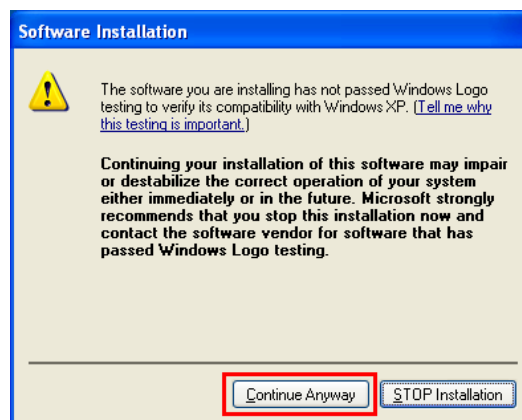 Software Installation
The software you are installing has not passed Windows Logo
testing to verify its compatibility with Windows XP. (Tell me why
this testing is important.)
Continuing your installation of this software may impair
or destabilize the correct operation of your system
either immediately or in the future. Microsoft strongly
recommends that you stop this installation now and
contact the software vendor for software that has
passed Windows Logo testing.
Continue Anyway STOP Installation